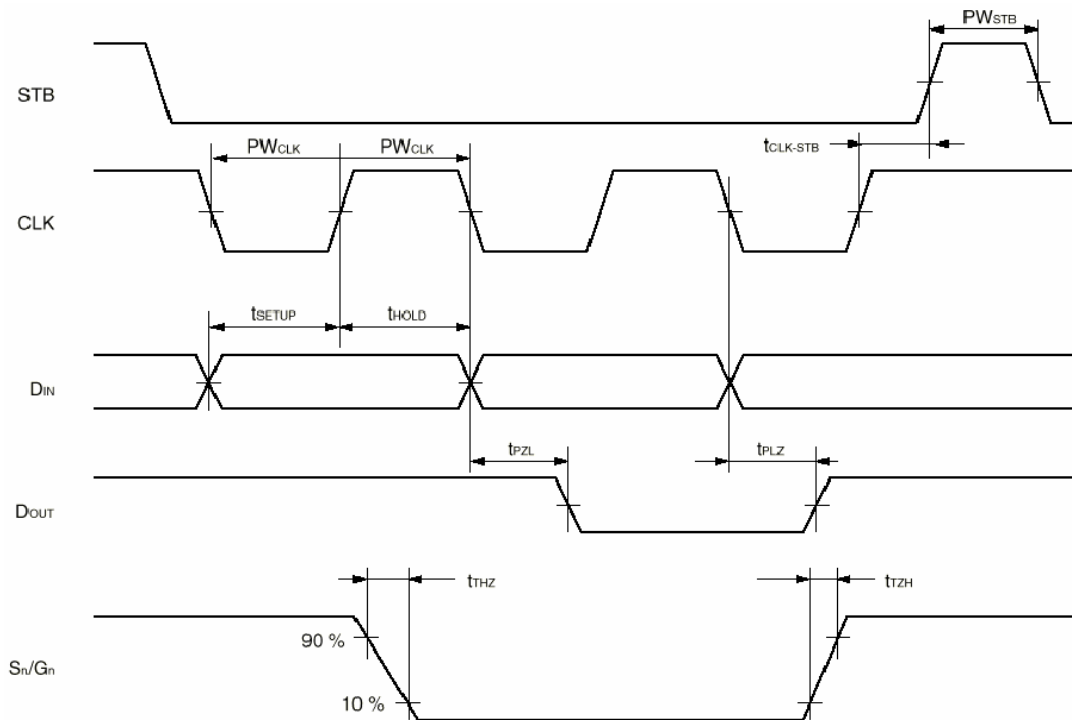 PWSTB
STB
PWCLK PWCLK
tCLK-STB
CLK
tSETUP tHOLD
DIN
tPZL tPLZ
DOUT
tTHZ tTZH
90 %
Sn/Gn
10 %